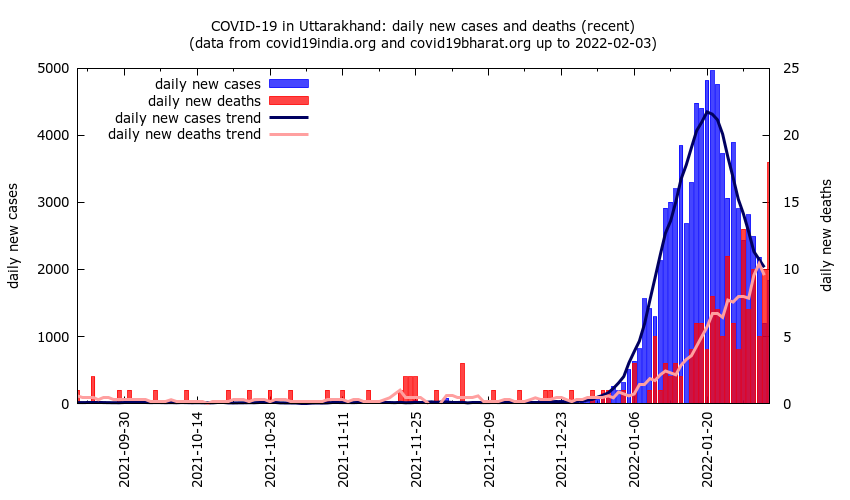 COVID-19 in Uttarakhand: daily new cases and deaths (recent)
(data from covid19india.org and covid19bharat.org up to 2022-02-03)
daily new cases
daily new deaths
daily new cases trend
daily new deaths trend
5000
4000
3000
2000
1000
0
25
20
15
10
5
0
daily new cases
daily new deaths
2021-09-30
2021-10-14
2021-10-28
2021-11-11
2021-11-25
2021-12-09
2021-12-23
2022-01-06
2022-01-20